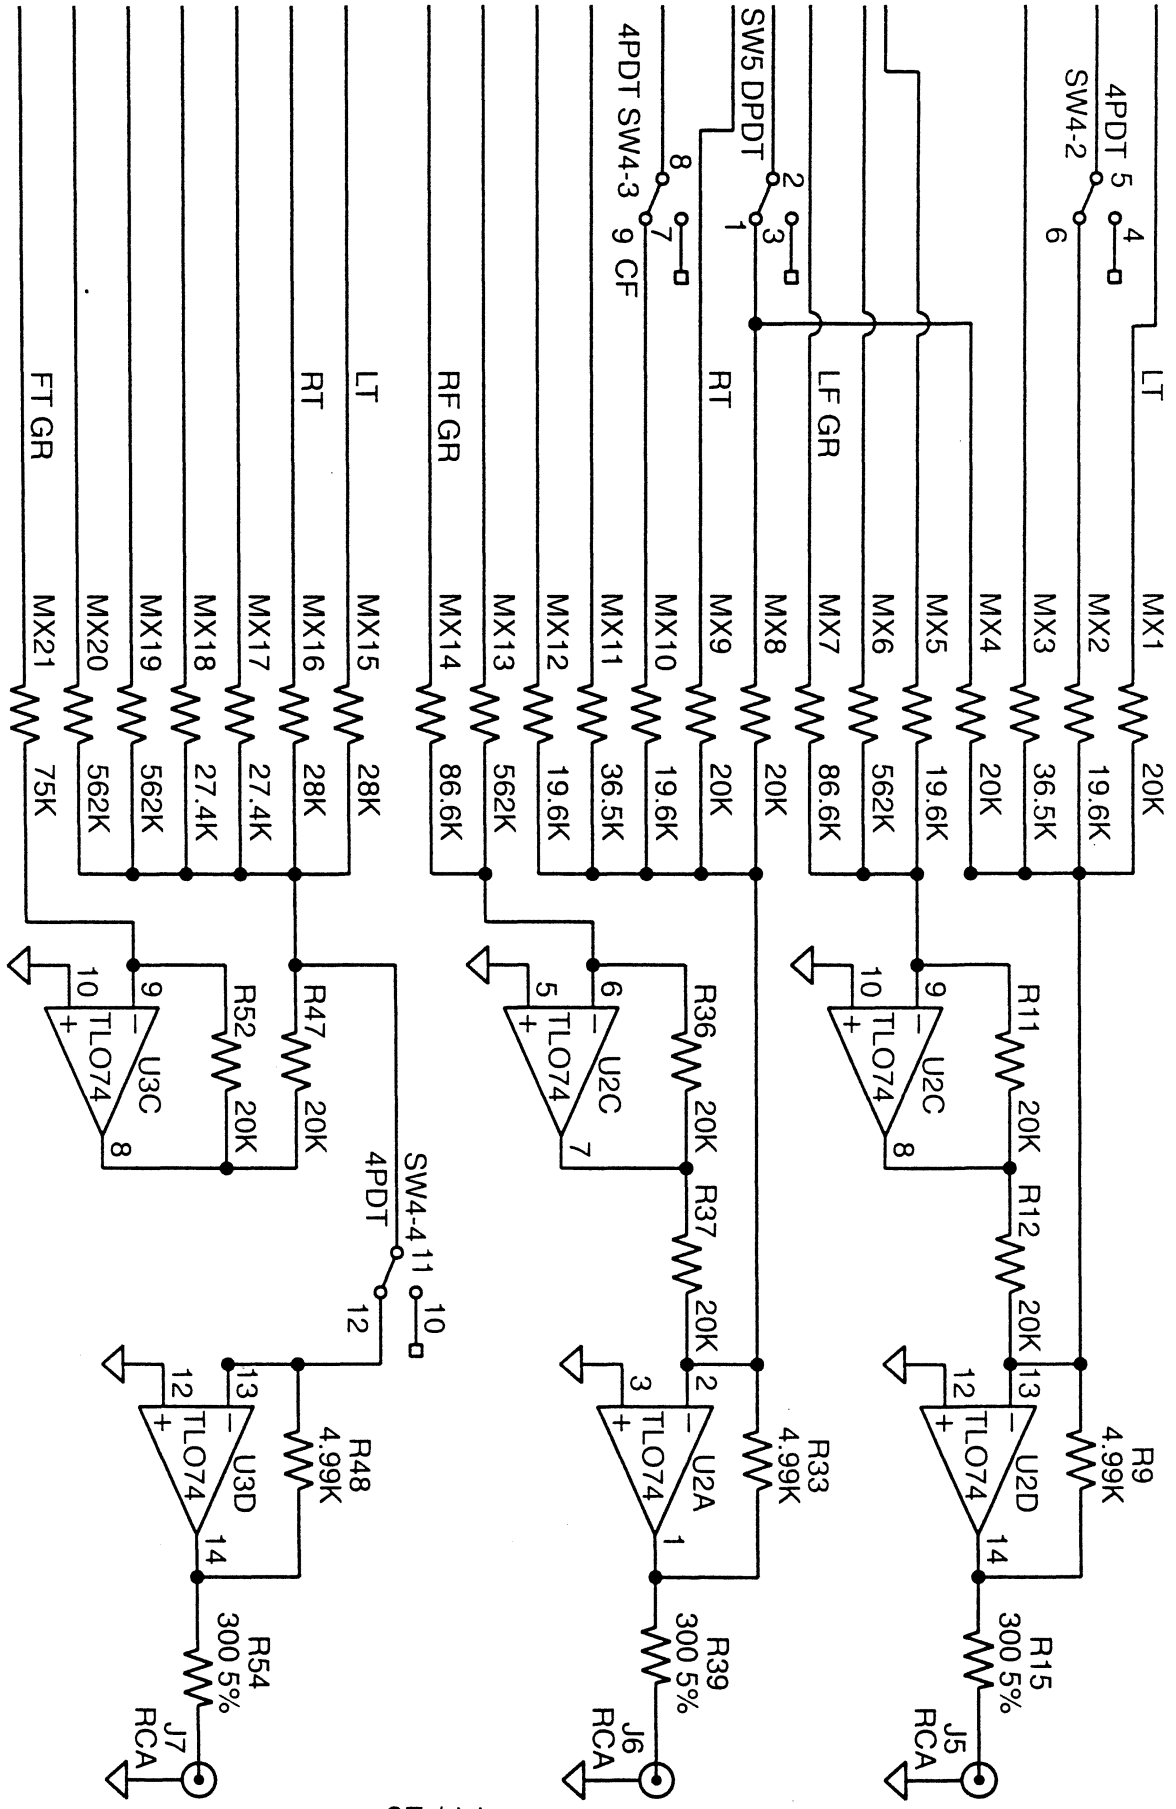 LT
MX1
20K
4PDT
SW4-2
5
4
6
MX2
19.6K
MX3
36.5K
MX4
20K
MX5
19.6K
MX6
562K
LF GR
MX7
86.6K
SW5 DPDT
2
3
1
MX8
20K
RT
MX9
20K
4PDT SW4-3
8
7
9 CF
MX10
19.6K
MX11
36.5K
MX12
19.6K
MX13
562K
RF GR
MX14
86.6K
LT
MX15
28K
RT
MX16
28K
MX17
27.4K
MX18
27.4K
MX19
562K
MX20
562K
FT GR
MX21
75K
R11
20K
9
–
10
+
TLO74
U2C
8
R12
20K
R9
4.99K
13
–
12
+
TLO74
U2D
14
R15
300 5%
J5
RCA
R36
20K
6
–
5
+
TLO74
U2C
7
R37
20K
R33
4.99K
2
–
3
+
TLO74
U2A
1
R39
300 5%
J6
RCA
R47
20K
R52
20K
9
–
10
+
TLO74
U3C
8
SW4-4
4PDT
11
10
12
R48
4.99K
13
–
12
+
TLO74
U3D
14
R54
300 5%
J7
RCA